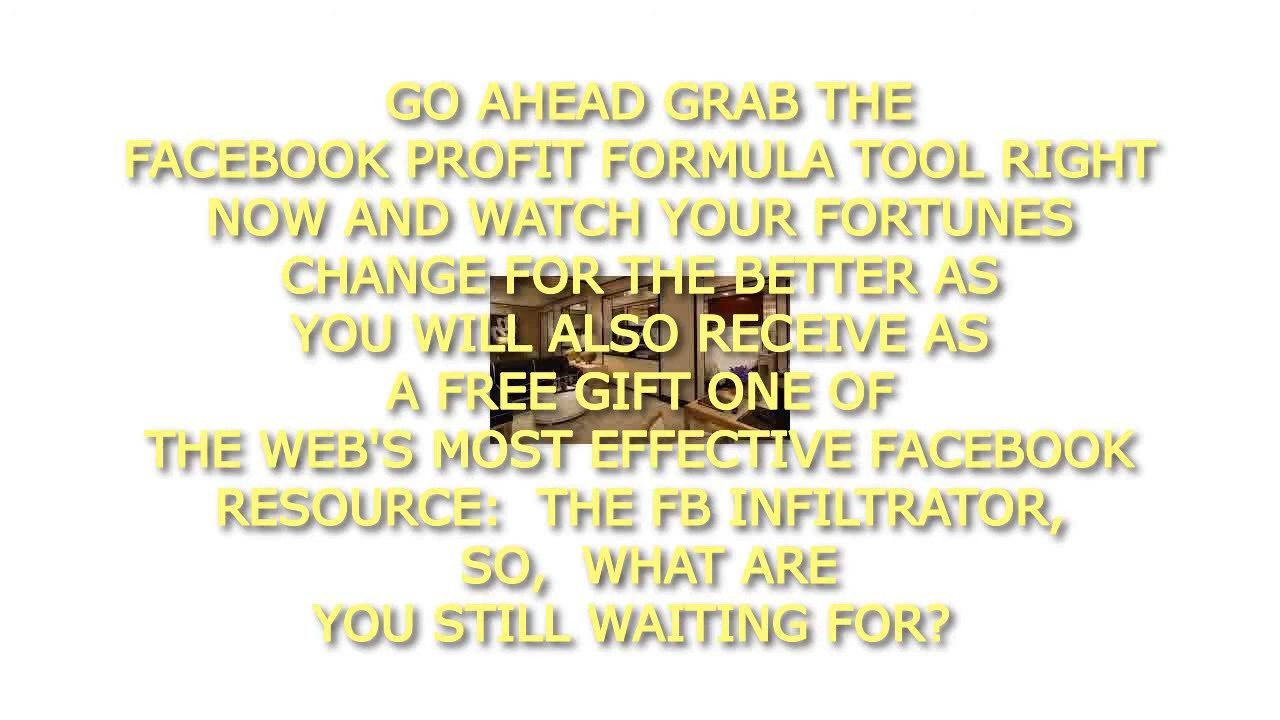 GO AHEAD GRAB THE
FACEBOOK PROFIT FORMULA TOOL RIGHT
NOW AND WATCH YOUR FORTUNES
CHANGE FOR THE BETTER AS
YOU WILL ALSO RECEIVE AS
A FREE GIFT ONE OF
THE WEB'S MOST EFFECTIVE FACEBOOK
RESOURCE:  THE FB INFILTRATOR,
SO,  WHAT ARE
YOU STILL WAITING FOR?